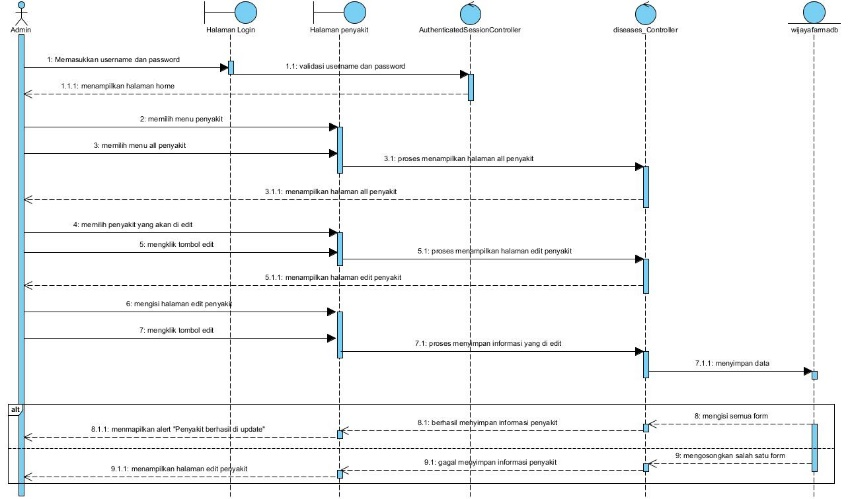 Admin
Halaman Login
Halaman penyakit
AuthenticatedSessionController
diseases_Controller
wijayafarmadb
1: Memasukkan username dan password
1.1: validasi username dan password
1.1.1: menampilkan halaman home
2: memilih menu penyakit
3: memilih menu all penyakit
3.1: proses menampilkan halaman all penyakit
3.1.1: menampilkan halaman all penyakit
4: memilih penyakit yang akan di edit
5: mengklik tombol edit
5.1: proses menampilkan halaman edit penyakit
5.1.1: menampilkan halaman edit penyakit
6: mengisi halaman edit penyakit
7: mengklik tombol edit
7.1: proses menyimpan informasi yang di edit
7.1.1: menyimpan data
alt
8: mengisi semua form
8.1: berhasil menyimpan informasi penyakit
8.1.1: menmapilkan alert "Penyakit berhasil di update"
9: mengosongkan salah satu form
9.1: gagal menyimpan informasi penyakit
9.1.1: menampilkan halaman edit penyakit